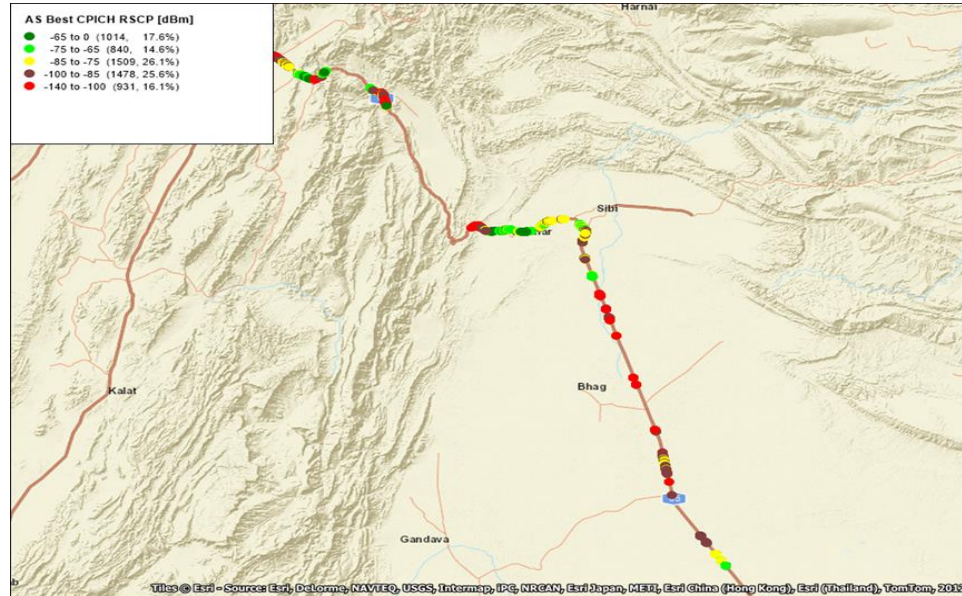 AS Best CPICH RSCP [dBm]
-65 to 0 (1014, 17.6%)
-75 to -65 (840, 14.6%)
-85 to -75 (1509, 26.1%)
-100 to -85 (1478, 25.6%)
-140 to -100 (931, 16.1%)
Harnai
Sibi
Kalat
Bhag
Gandava
Tiles © Esri - Source: Esri, DeLorme, NAVTEQ, USGS, Intermap, iPC, NRCAN, Esri Japan, METI, Esri China (Hong Kong), Esri (Thailand), TomTom, 201